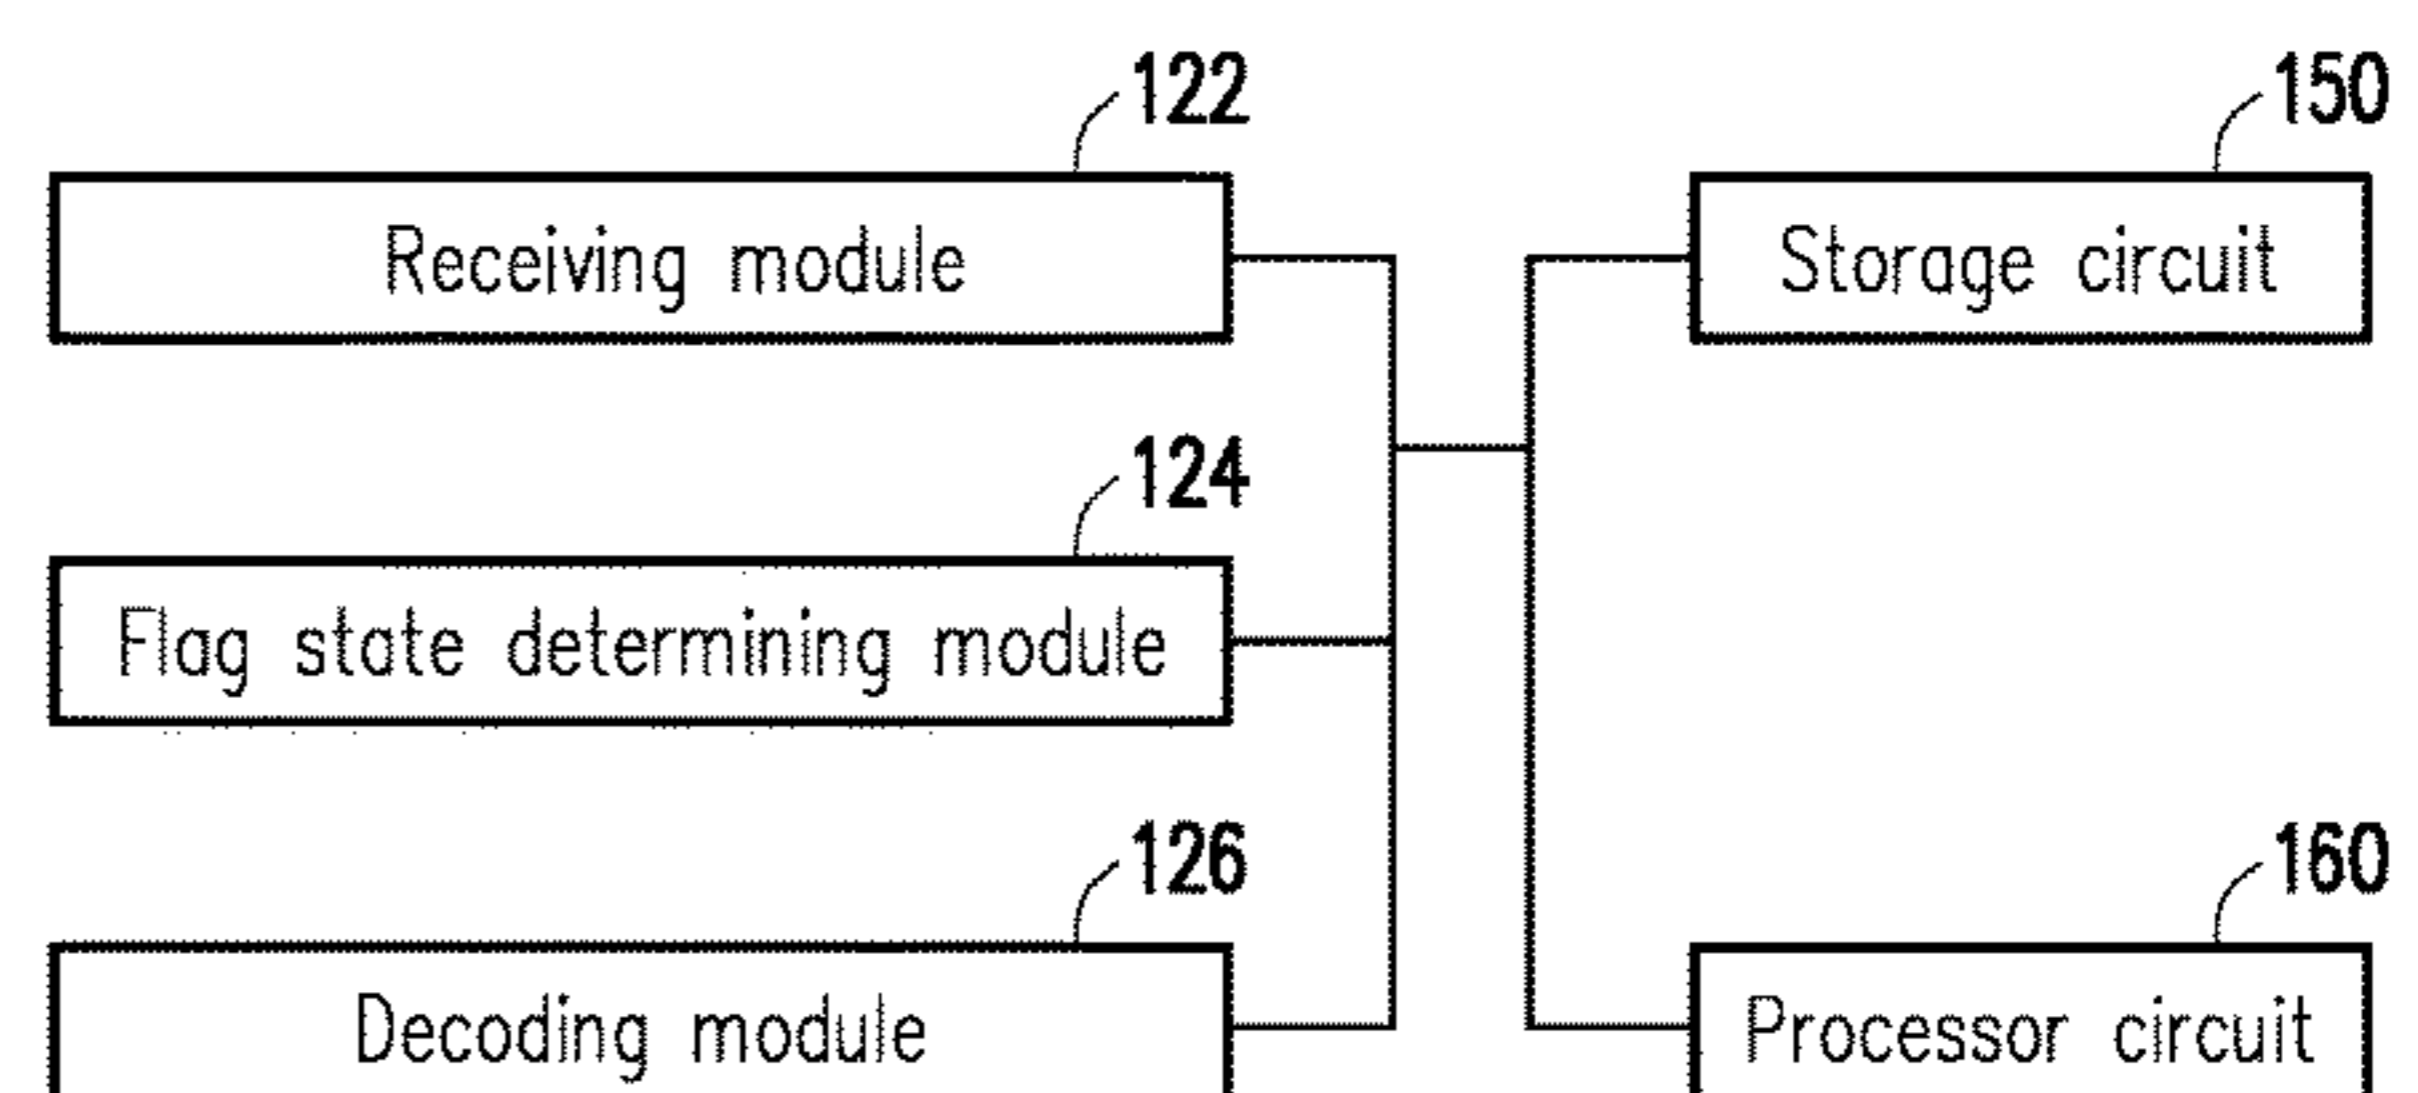 122
150
Receiving module
Storage circuit
124
Flag state determining module
126
160
Decoding module
Processor circuit